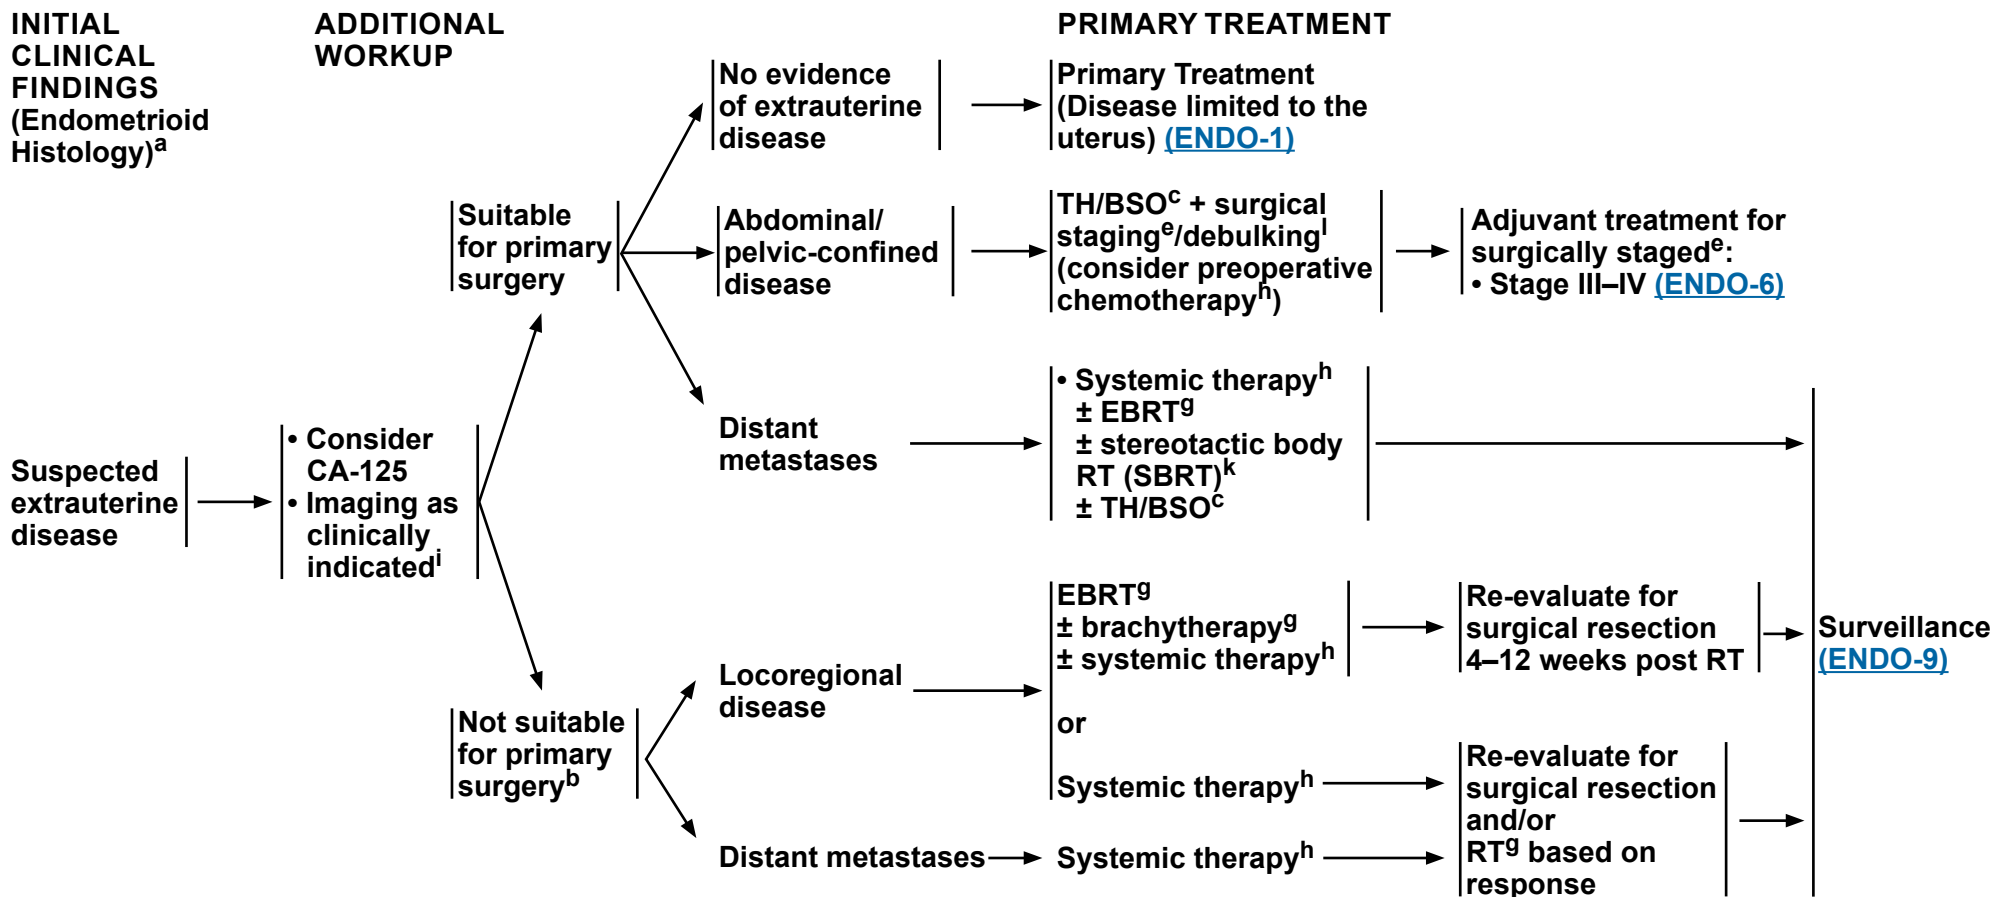 INITIAL
CLINICAL
FINDINGS
(Endometrioid
Histology)a
ADDITIONAL
WORKUP
PRIMARY TREATMENT
Suspected
extrauterine
disease
• Consider
CA-125
• Imaging as
clinically
indicatedi
Suitable
for primary
surgery
No evidence
of extrauterine
disease
Primary Treatment
(Disease limited to the
uterus) (ENDO-1)
Abdominal/
pelvic-confined
disease
TH/BSOc + surgical
staginge/debulkingl
(consider preoperative
chemotherapyh)
Adjuvant treatment for
surgically stagede:
• Stage III–IV (ENDO-6)
Distant
metastases
• Systemic therapyh
± EBRTg
± stereotactic body
RT (SBRT)k
± TH/BSOc
Not suitable
for primary
surgeryb
Locoregional
disease
EBRTg
± brachytherapyg
± systemic therapyh
Re-evaluate for
surgical resection
4–12 weeks post RT
or
Systemic therapyh
Distant metastases
Systemic therapyh
Re-evaluate for
surgical resection
and/or
RTg based on
response
Surveillance
(ENDO-9)